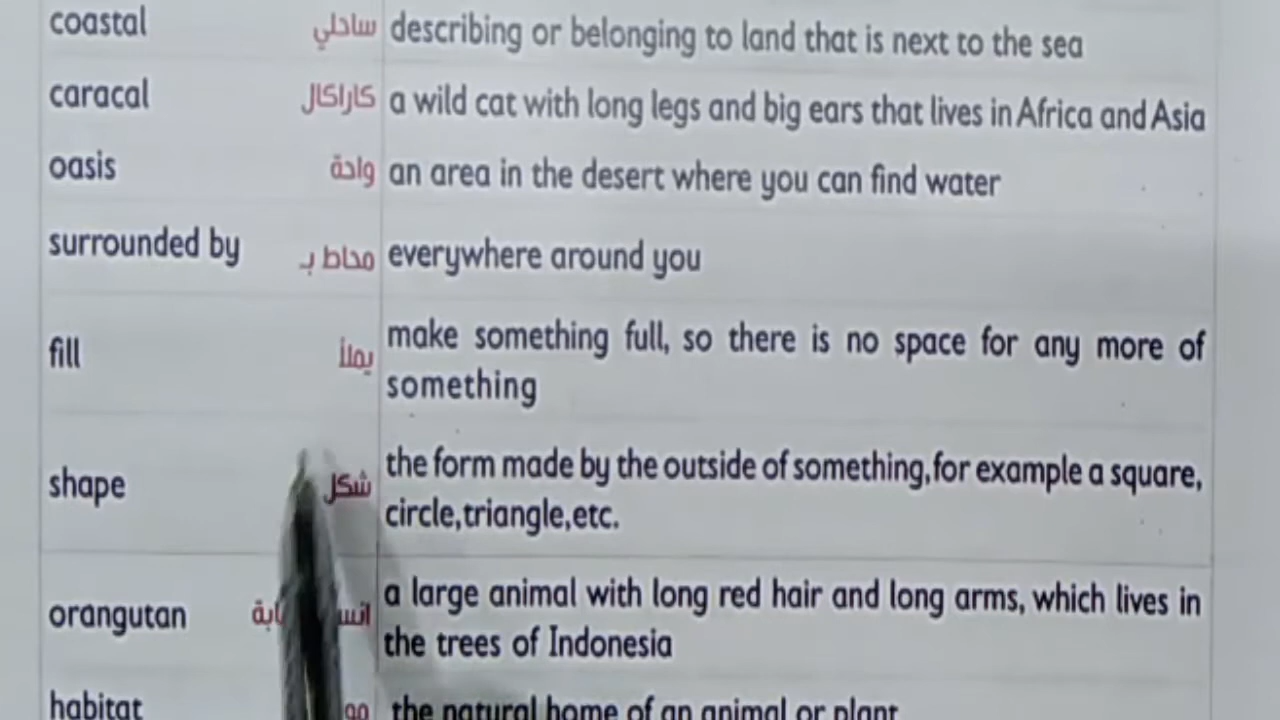 coastal ساحلي describing or belonging to land that is next to the sea
caracal كاراكال a wild cat with long legs and big ears that lives in Africa and Asia
oasis واحة an area in the desert where you can find water
surrounded by محاط بـ everywhere around you
fill يملأ make something full, so there is no space for any more of
something
shape شكل the form made by the outside of something,for example a square,
circle,triangle,etc.
orangutan a large animal with long red hair and long arms, which lives in
the trees of Indonesia
habitat the natural home of an animal or plant